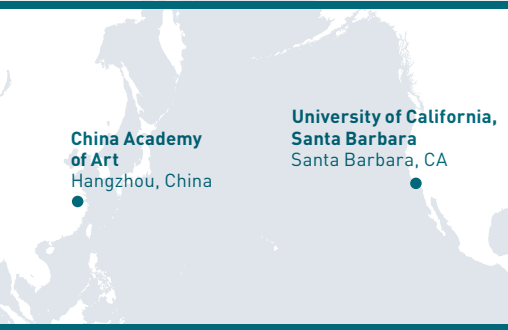 China Academy
of Art
Hangzhou, China
University of California,
Santa Barbara
Santa Barbara, CA